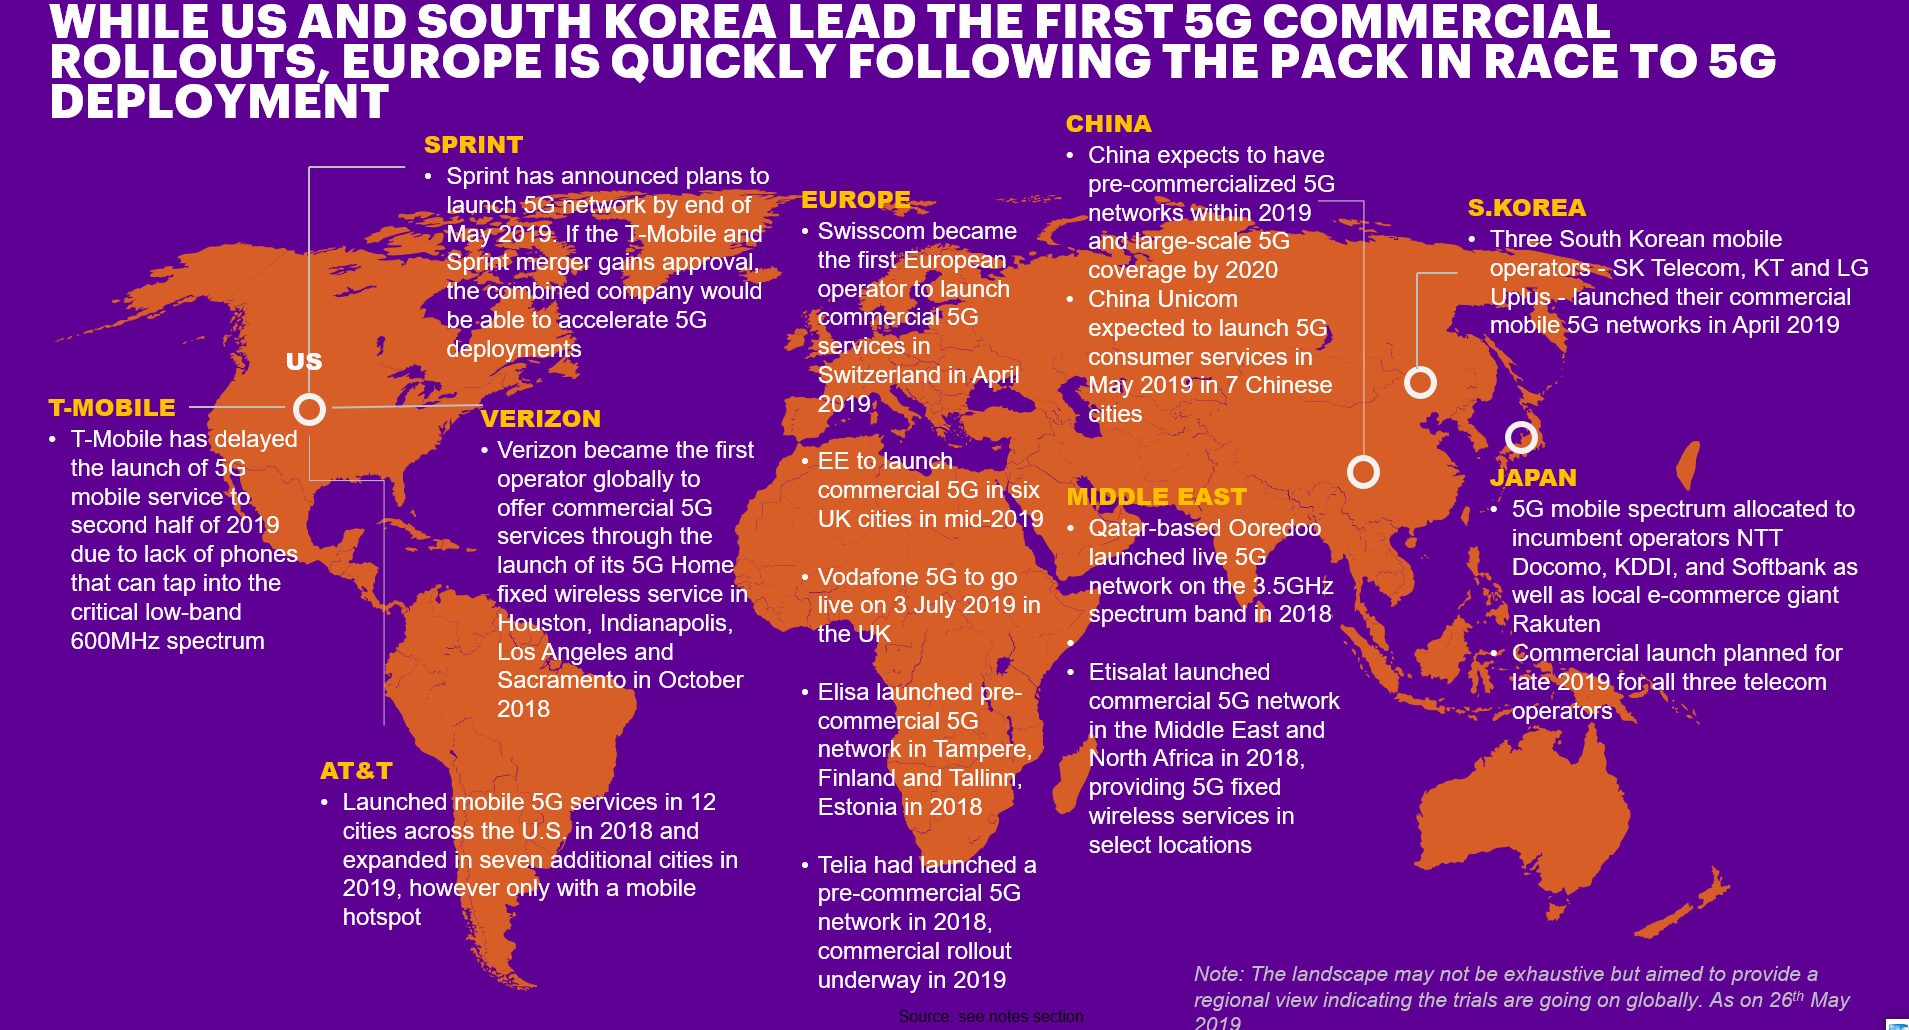 WHILE US AND SOUTH KOREA LEAD THE FIRST 5G COMMERCIAL
ROLLOUTS, EUROPE IS QUICKLY FOLLOWING THE PACK IN RACE TO 5G
DEPLOYMENT
SPRINT
• Sprint has announced plans to
launch 5G network by end of
May 2019. If the T-Mobile and
Sprint merger gains approval,
the combined company would
be able to accelerate 5G
deployments
US
T-MOBILE
• T-Mobile has delayed
the launch of 5G
mobile service to
second half of 2019
due to lack of phones
that can tap into the
critical low-band
600MHz spectrum
VERIZON
• Verizon became the first
operator globally to
offer commercial 5G
services through the
launch of its 5G Home
fixed wireless service in
Houston, Indianapolis,
Los Angeles and
Sacramento in October
2018
AT&T
• Launched mobile 5G services in 12
cities across the U.S. in 2018 and
expanded in seven additional cities in
2019, however only with a mobile
hotspot
EUROPE
• Swisscom became
the first European
operator to launch
commercial 5G
services in
Switzerland in April
2019
• EE to launch
commercial 5G in six
UK cities in mid-2019
• Vodafone 5G to go
live on 3 July 2019 in
the UK
• Elisa launched pre-
commercial 5G
network in Tampere,
Finland and Tallinn,
Estonia in 2018
• Telia had launched a
pre-commercial 5G
network in 2018,
commercial rollout
underway in 2019
CHINA
• China expects to have
pre-commercialized 5G
networks within 2019
and large-scale 5G
coverage by 2020
• China Unicom
expected to launch 5G
consumer services in
May 2019 in 7 Chinese
cities
MIDDLE EAST
• Qatar-based Ooredoo
launched live 5G
network on the 3.5GHz
spectrum band in 2018
•
• Etisalat launched
commercial 5G network
in the Middle East and
North Africa in 2018,
providing 5G fixed
wireless services in
select locations
S.KOREA
• Three South Korean mobile
operators - SK Telecom, KT and LG
Uplus - launched their commercial
mobile 5G networks in April 2019
JAPAN
• 5G mobile spectrum allocated to
incumbent operators NTT
Docomo, KDDI, and Softbank as
well as local e-commerce giant
Rakuten
• Commercial launch planned for
late 2019 for all three telecom
operators
Note: The landscape may not be exhaustive but aimed to provide a
regional view indicating the trials are going on globally. As on 26th May
2019
Source: see notes section